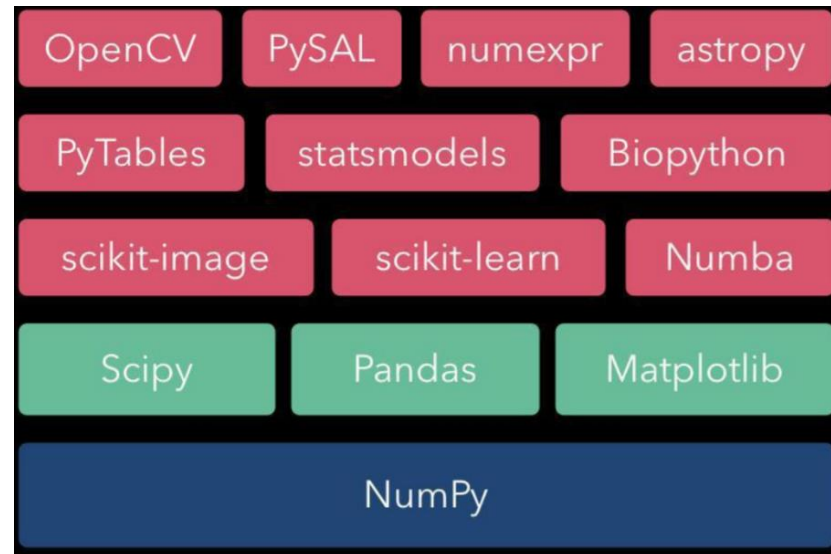 OpenCV PySAL numexpr astropy
PyTables statsmodels Biopython
scikit-image scikit-learn Numba
Scipy Pandas Matplotlib
NumPy